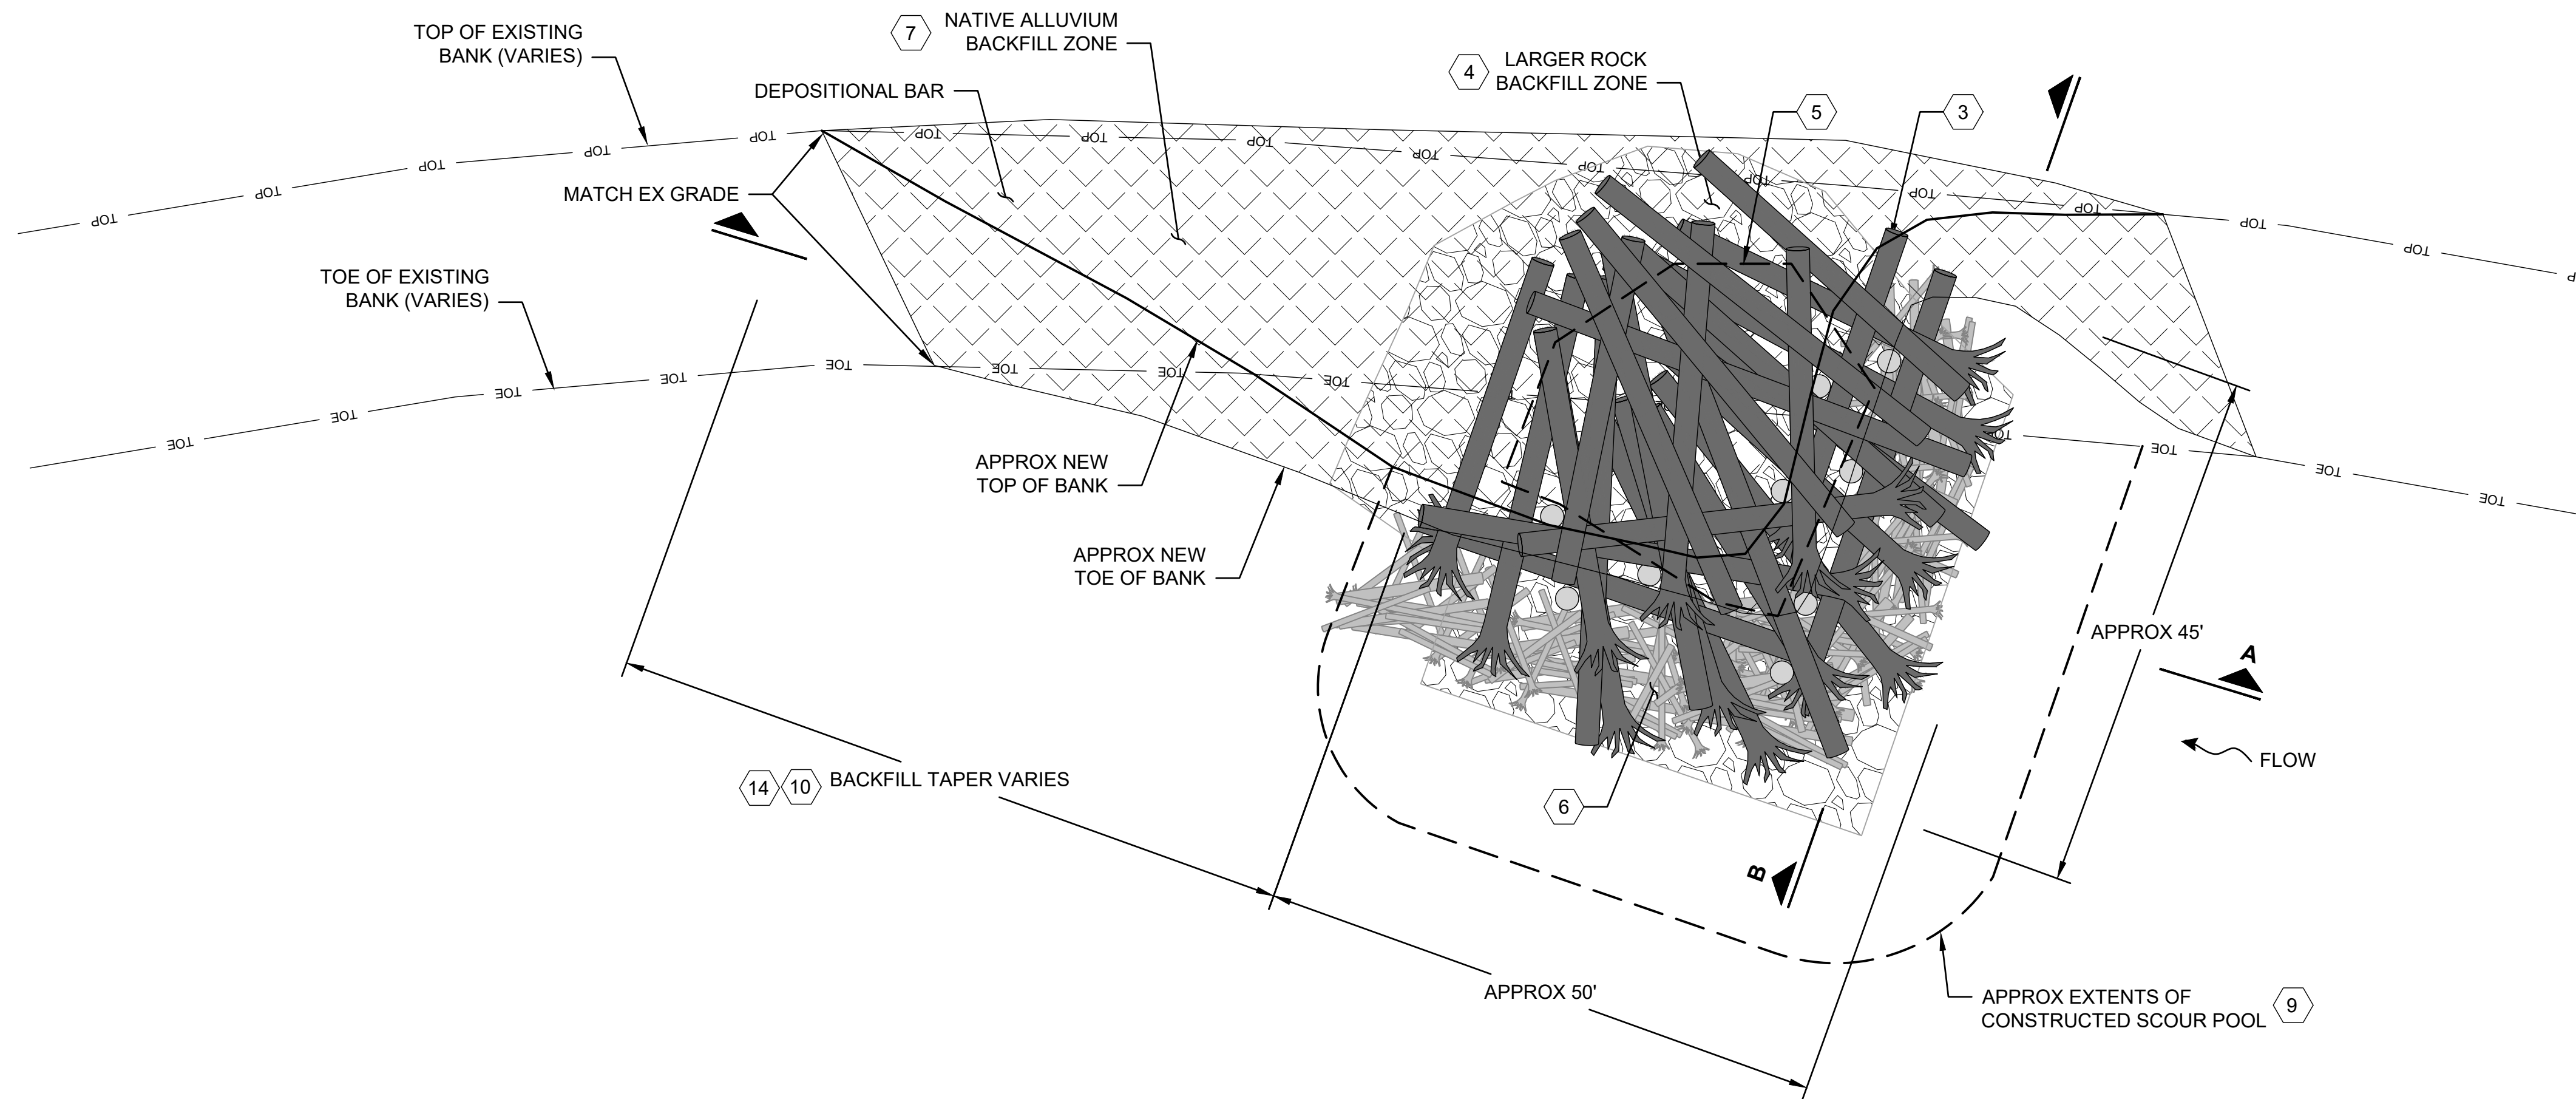 TOP OF EXISTING
BANK (VARIES)
7
NATIVE ALLUVIUM
BACKFILL ZONE
4
LARGER ROCK
BACKFILL ZONE
DEPOSITIONAL BAR
5
3
TOP TOP TOP TOP TOP TOP TOP TOP TOP TOP TOP TOP TOP TOP TOP
MATCH EX GRADE
TOE OF EXISTING
BANK (VARIES)
TOE TOE TOE TOE TOE TOE TOE TOE TOE TOE TOE
APPROX NEW
TOP OF BANK
APPROX NEW
TOE OF BANK
APPROX 45'
A
FLOW
14 10 BACKFILL TAPER VARIES
6
B
APPROX 50'
APPROX EXTENTS OF
CONSTRUCTED SCOUR POOL
9